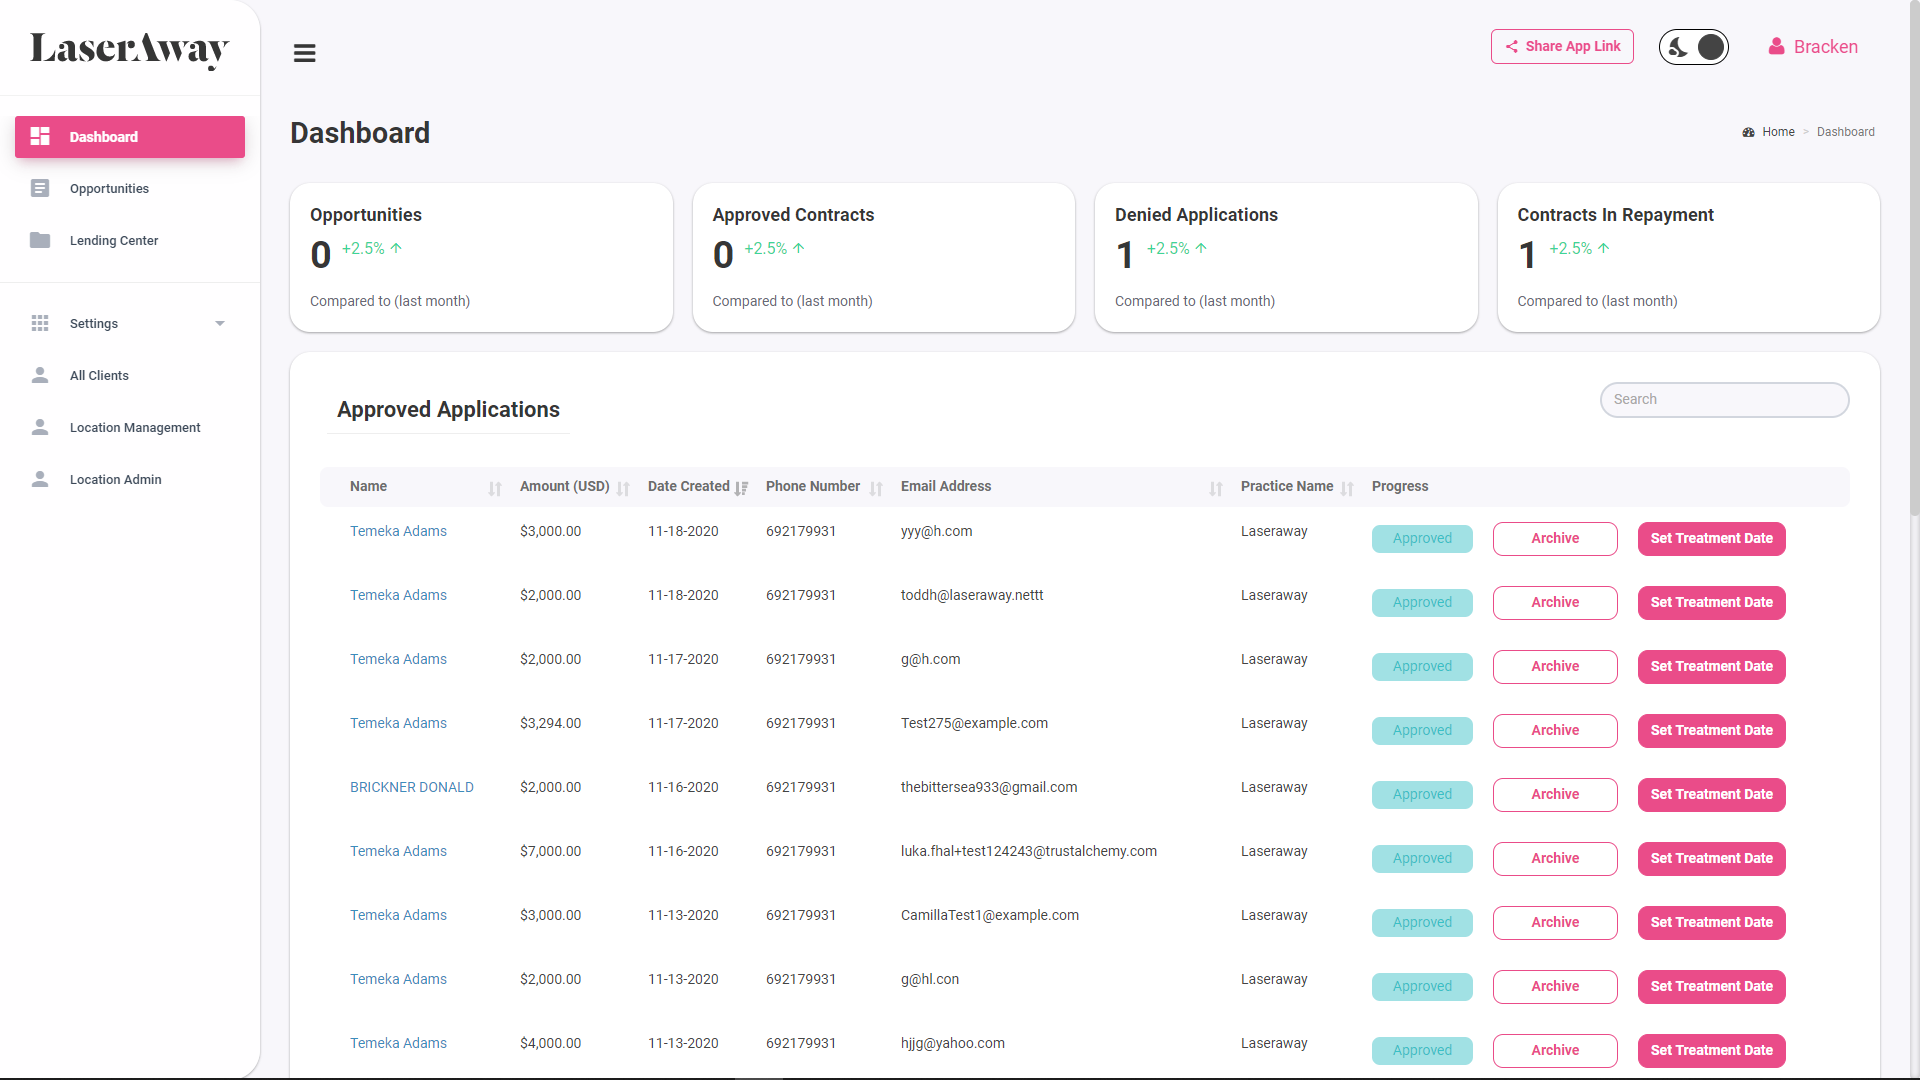 LaserAway
Share App Link
Bracken
Dashboard
Opportunities
Lending Center
Settings
All Clients
Location Management
Location Admin
Dashboard
Home > Dashboard
Opportunities
0 +2.5%
Compared to (last month)
Approved Contracts
0 +2.5%
Compared to (last month)
Denied Applications
1 +2.5%
Compared to (last month)
Contracts In Repayment
1 +2.5%
Compared to (last month)
Approved Applications
Search
Name Amount (USD) Date Created Phone Number Email Address Practice Name Progress
Temeka Adams $3,000.00 11-18-2020 692179931 yyy@h.com Laseraway Approved Archive Set Treatment Date
Temeka Adams $2,000.00 11-18-2020 692179931 toddh@laseraway.nettt Laseraway Approved Archive Set Treatment Date
Temeka Adams $2,000.00 11-17-2020 692179931 g@h.com Laseraway Approved Archive Set Treatment Date
Temeka Adams $3,294.00 11-17-2020 692179931 Test275@example.com Laseraway Approved Archive Set Treatment Date
BRICKNER DONALD $2,000.00 11-16-2020 692179931 thebittersea933@gmail.com Laseraway Approved Archive Set Treatment Date
Temeka Adams $7,000.00 11-16-2020 692179931 luka.fhal+test124243@trustalchemy.com Laseraway Approved Archive Set Treatment Date
Temeka Adams $3,000.00 11-13-2020 692179931 CamillaTest1@example.com Laseraway Approved Archive Set Treatment Date
Temeka Adams $2,000.00 11-13-2020 692179931 g@hl.con Laseraway Approved Archive Set Treatment Date
Temeka Adams $4,000.00 11-13-2020 692179931 hjjg@yahoo.com Laseraway Approved Archive Set Treatment Date